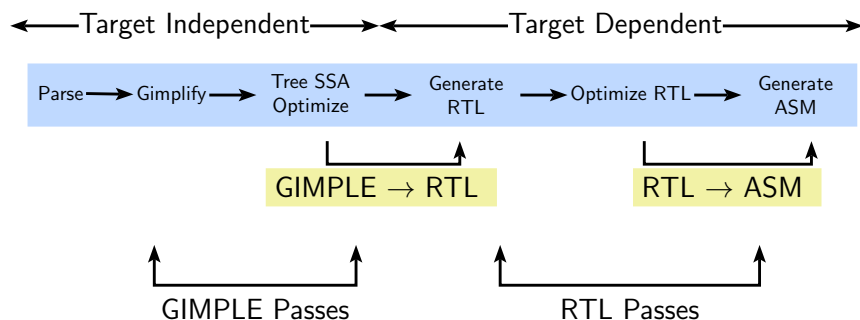 Target Independent Target Dependent
Parse Gimplify Tree SSA Optimize Generate RTL Optimize RTL Generate ASM
GIMPLE → RTL RTL → ASM
GIMPLE Passes RTL Passes